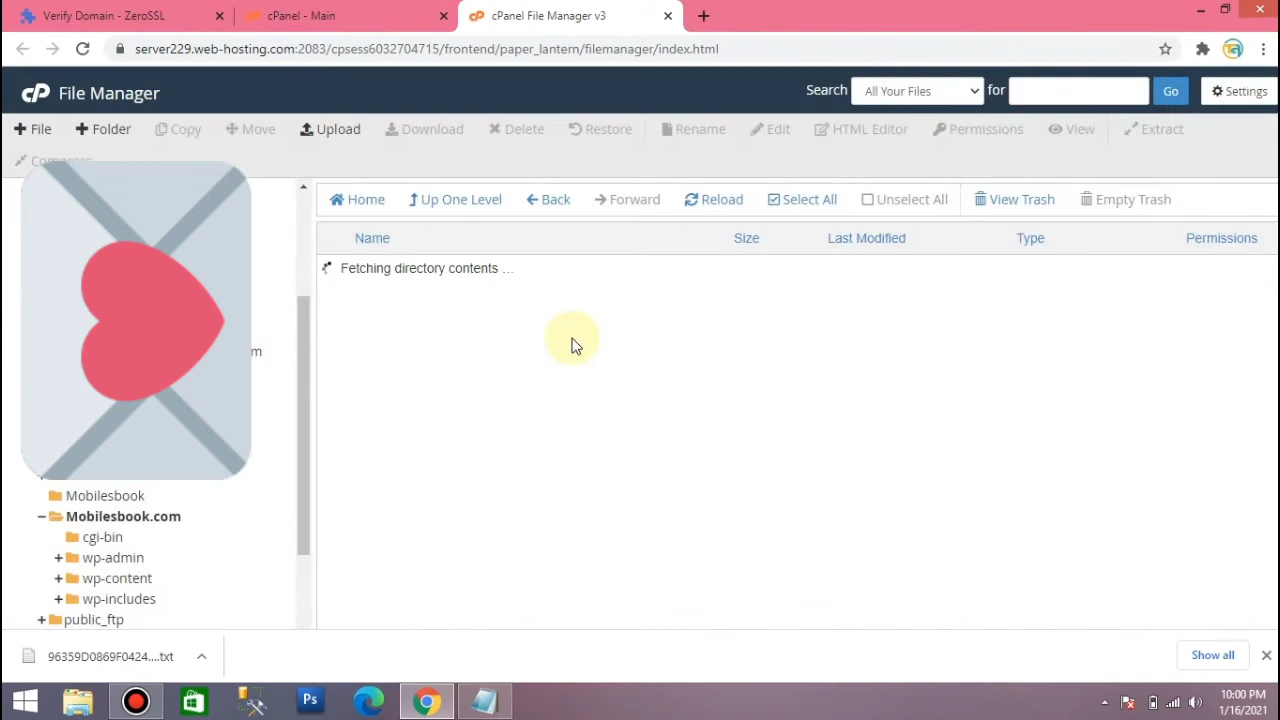 Verify Domain - ZeroSSL
cPanel - Main
cPanel File Manager v3
server229.web-hosting.com:2083/cpsess6032704715/frontend/paper_lantern/filemanager/index.html
cP File Manager
Search All Your Files for Go Settings
File Folder Copy Move Upload Download Delete Restore Rename Edit HTML Editor Permissions View Extract
Home Up One Level Back Forward Reload Select All Unselect All View Trash Empty Trash
Name Size Last Modified Type Permissions
Fetching directory contents ...
m
Mobilesbook
Mobilesbook.com
cgi-bin
wp-admin
wp-content
wp-includes
public_ftp
96359D0869F0424....txt
Show all
Ps
10:00 PM
1/16/2021